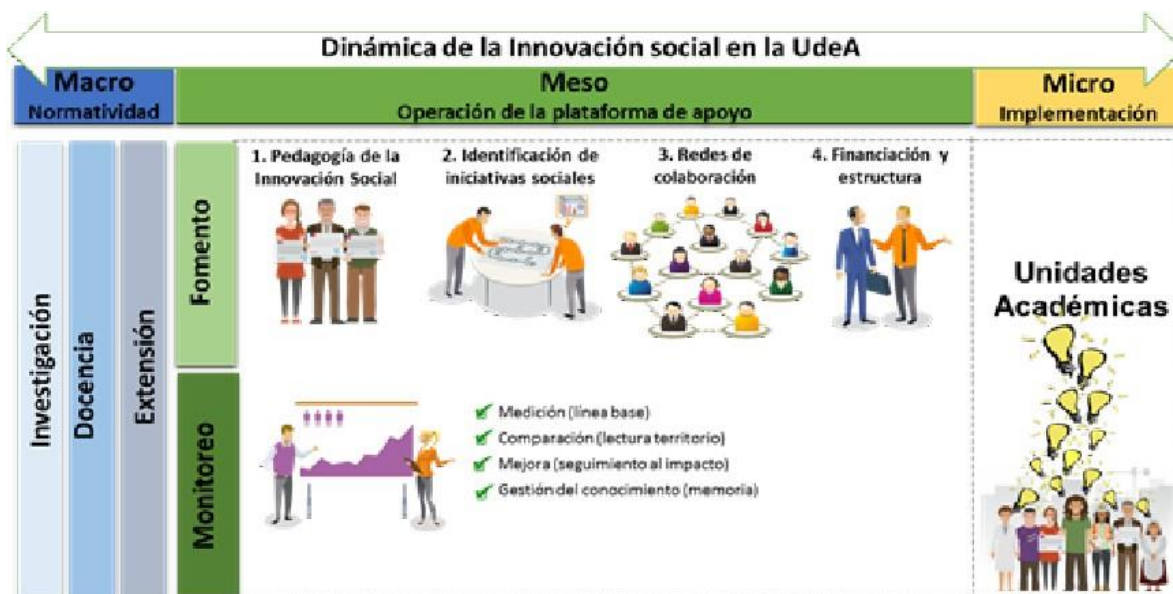 Dinámica de la Innovación social en la UdeA
Macro
Normatividad
Meso
Operación de la plataforma de apoyo
Micro
Implementación
Investigación
Docencia
Extensión
Fomento
1. Pedagogía de la
Innovación Social
2. Identificación de
iniciativas sociales
3. Redes de
colaboración
4. Financiación y
estructura
Monitoreo
Medición (línea base)
Comparación (lectura territorio)
Mejora (seguimiento al impacto)
Gestión del conocimiento (memoria)
Unidades
Académicas